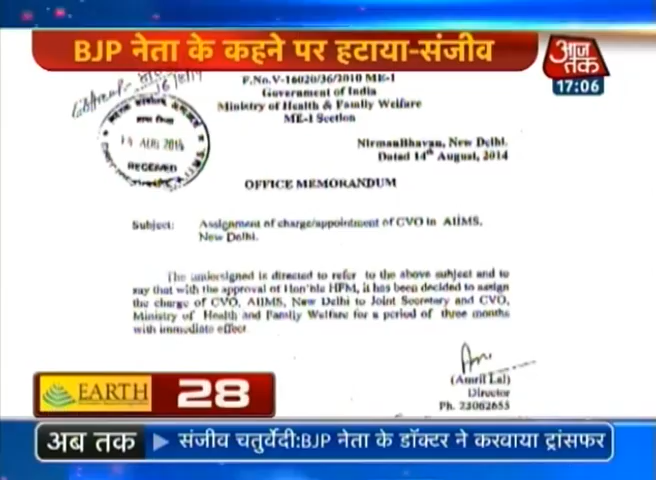 BJP नेता के कहने पर हटाया-संजीव
आज तक
17:06
F.No.V-16020/36/2010 ME-1
Government of India
Ministry of Health & Family Welfare
ME-I Section
AUG 2014
RECEIVED
Nirman Bhavan, New Delhi.
Dated 14th August, 2014
OFFICE MEMORANDUM
Subject: Assignment of charge/appointment of CVO in AIIMS,
New Delhi.
The undersigned is directed to refer to the above subject and to
say that with the approval of Hon'ble HFM, it has been decided to assign
the charge of CVO, AIIMS, New Delhi to Joint Secretary and CVO,
Ministry of Health and Family Welfare for a period of three months
with immediate effect.
(Amrit Lal)
Director
Ph. 23062655
EARTH 28
अब तक संजीव चतुर्वेदी:BJP नेता के डॉक्टर ने करवाया ट्रांसफर